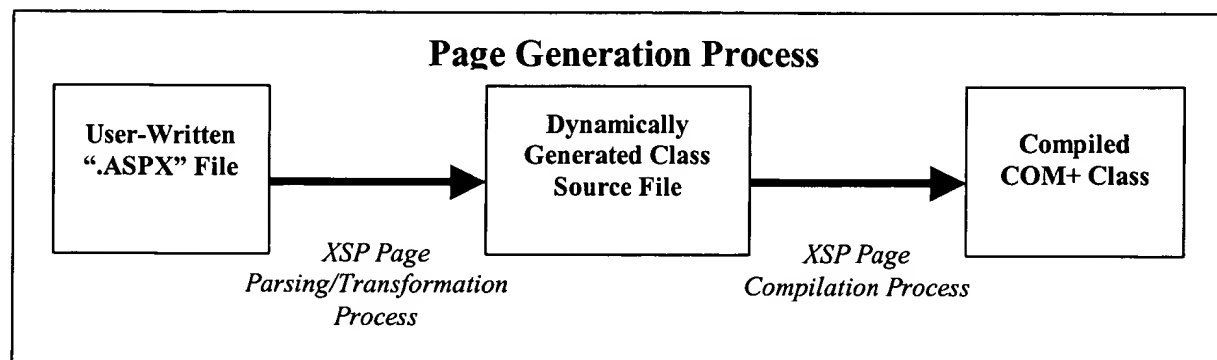 Page Generation Process
User-Written
“.ASPX” File
Dynamically
Generated Class
Source File
Compiled
COM+ Class
XSP Page
Parsing/Transformation
Process
XSP Page
Compilation Process